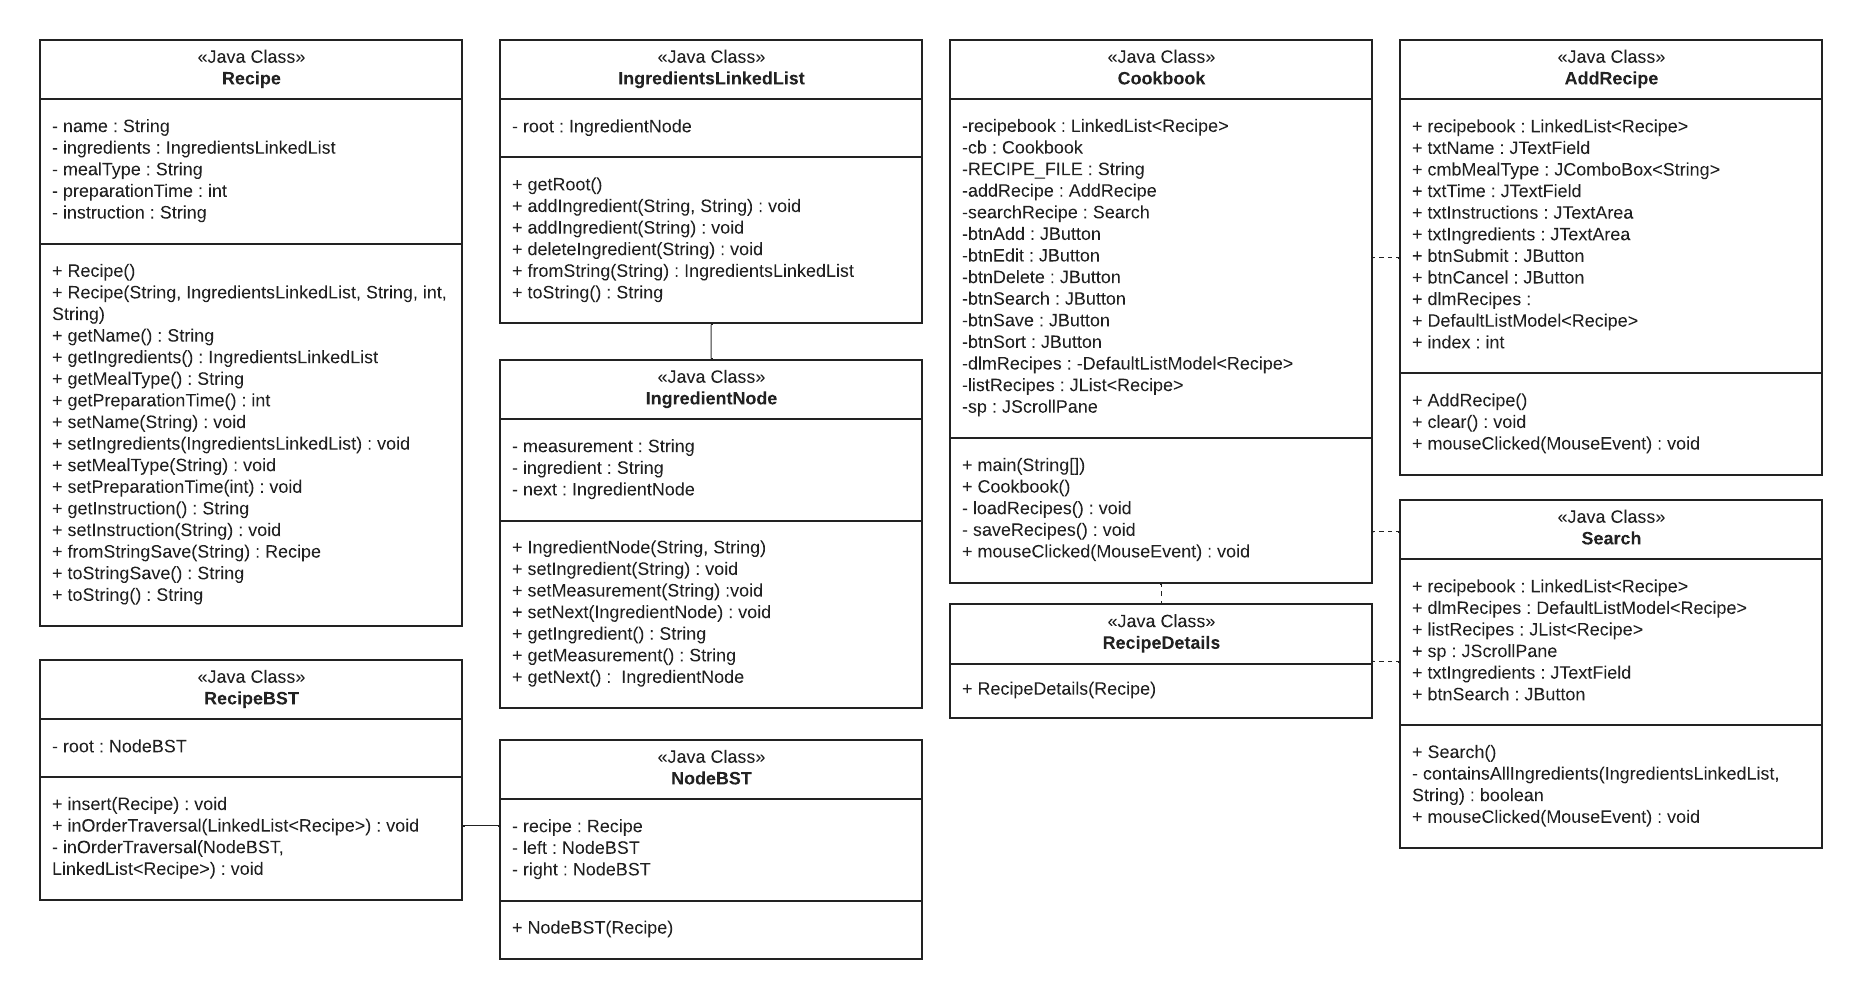 «Java Class»
Recipe
- name : String
- ingredients : IngredientsLinkedList
- mealType : String
- preparationTime : int
- instruction : String
+ Recipe()
+ Recipe(String, IngredientsLinkedList, String, int,
String)
+ getName() : String
+ getIngredients() : IngredientsLinkedList
+ getMealType() : String
+ getPreparationTime() : int
+ setName(String) : void
+ setIngredients(IngredientsLinkedList) : void
+ setMealType(String) : void
+ setPreparationTime(int) : void
+ getInstruction() : String
+ setInstruction(String) : void
+ fromStringSave(String) : Recipe
+ toStringSave() : String
+ toString() : String
«Java Class»
RecipeBST
- root : NodeBST
+ insert(Recipe) : void
+ inOrderTraversal(LinkedList<Recipe>) : void
- inOrderTraversal(NodeBST,
LinkedList<Recipe>) : void
«Java Class»
IngredientsLinkedList
- root : IngredientNode
+ getRoot()
+ addIngredient(String, String) : void
+ addIngredient(String) : void
+ deleteIngredient(String) : void
+ fromString(String) : IngredientsLinkedList
+ toString() : String
«Java Class»
IngredientNode
- measurement : String
- ingredient : String
- next : IngredientNode
+ IngredientNode(String, String)
+ setIngredient(String) : void
+ setMeasurement(String) :void
+ setNext(IngredientNode) : void
+ getIngredient() : String
+ getMeasurement() : String
+ getNext() :  IngredientNode
«Java Class»
NodeBST
- recipe : Recipe
- left : NodeBST
- right : NodeBST
+ NodeBST(Recipe)
«Java Class»
Cookbook
-recipebook : LinkedList<Recipe>
-cb : Cookbook
-RECIPE_FILE : String
-addRecipe : AddRecipe
-searchRecipe : Search
-btnAdd : JButton
-btnEdit : JButton
-btnDelete : JButton
-btnSearch : JButton
-btnSave : JButton
-btnSort : JButton
-dlmRecipes : -DefaultListModel<Recipe>
-listRecipes : JList<Recipe>
-sp : JScrollPane
+ main(String[])
+ Cookbook()
- loadRecipes() : void
- saveRecipes() : void
+ mouseClicked(MouseEvent) : void
«Java Class»
RecipeDetails
+ RecipeDetails(Recipe)
«Java Class»
AddRecipe
+ recipebook : LinkedList<Recipe>
+ txtName : JTextField
+ cmbMealType : JComboBox<String>
+ txtTime : JTextField
+ txtInstructions : JTextArea
+ txtIngredients : JTextArea
+ btnSubmit : JButton
+ btnCancel : JButton
+ dlmRecipes :
+ DefaultListModel<Recipe>
+ index : int
+ AddRecipe()
+ clear() : void
+ mouseClicked(MouseEvent) : void
«Java Class»
Search
+ recipebook : LinkedList<Recipe>
+ dlmRecipes : DefaultListModel<Recipe>
+ listRecipes : JList<Recipe>
+ sp : JScrollPane
+ txtIngredients : JTextField
+ btnSearch : JButton
+ Search()
- containsAllIngredients(IngredientsLinkedList,
String) : boolean
+ mouseClicked(MouseEvent) : void